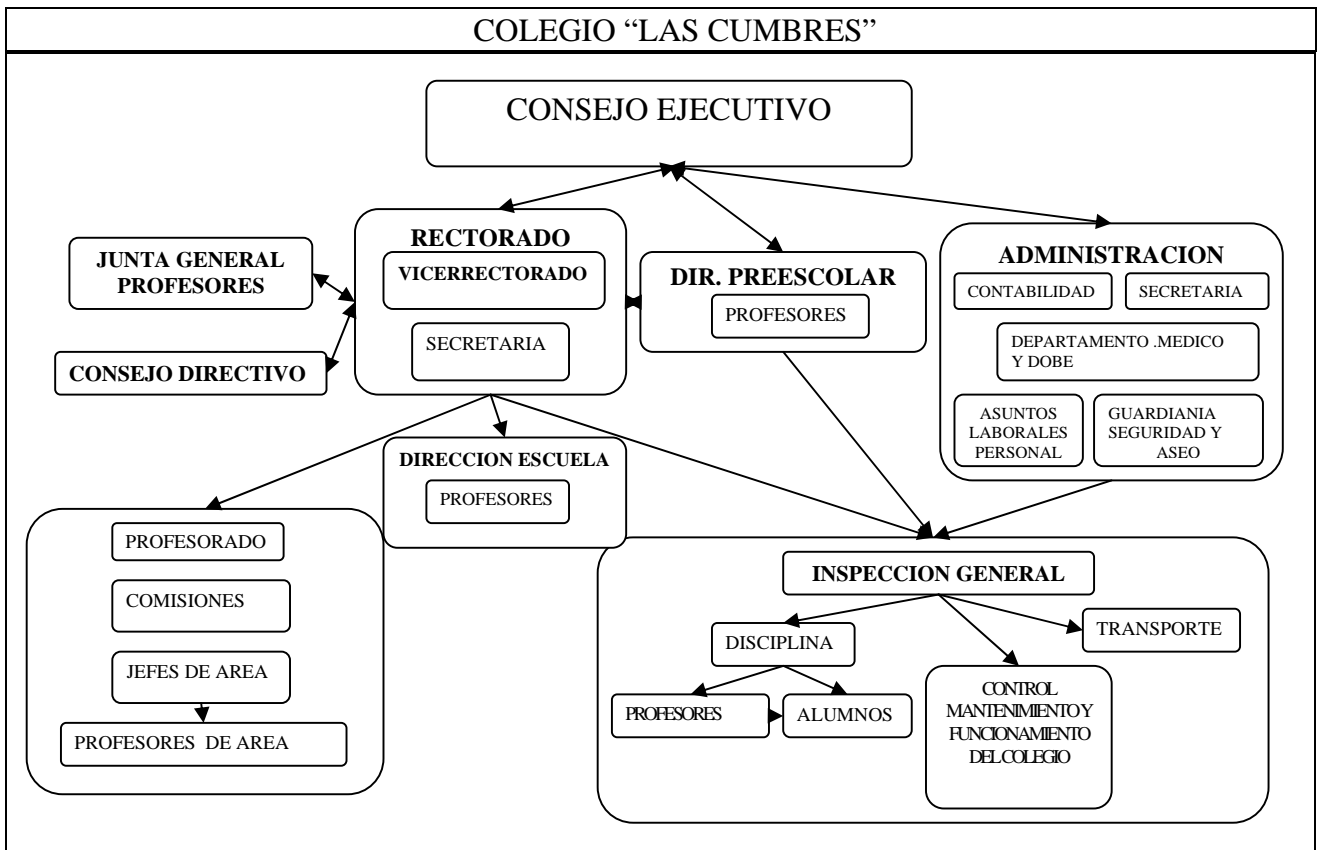 COLEGIO “LAS CUMBRES”
CONSEJO EJECUTIVO
JUNTA GENERAL
PROFESORES
CONSEJO DIRECTIVO
RECTORADO
VICERRECTORADO
SECRETARIA
DIR. PREESCOLAR
PROFESORES
ADMINISTRACION
CONTABILIDAD
SECRETARIA
DEPARTAMENTO .MEDICO
Y DOBE
ASUNTOS
LABORALES
PERSONAL
GUARDIANIA
SEGURIDAD Y
ASEO
DIRECCION ESCUELA
PROFESORES
PROFESORADO
COMISIONES
JEFES DE AREA
PROFESORES DE AREA
INSPECCION GENERAL
DISCIPLINA
TRANSPORTE
PROFESORES
ALUMNOS
CONTROL
MANTENIMIENTO Y
FUNCIONAMIENTO
DEL COLEGIO